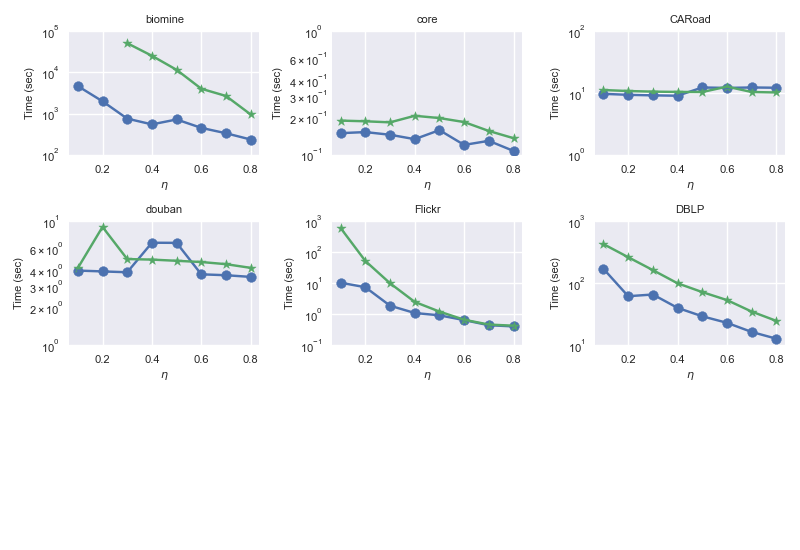 biomine
core
CARoad
Time (sec)
10^5
10^4
10^3
10^2
0.2 0.4 0.6 0.8
η
Time (sec)
10^0
6 × 10^-1
4 × 10^-1
3 × 10^-1
2 × 10^-1
10^-1
0.2 0.4 0.6 0.8
η
Time (sec)
10^2
10^1
10^0
0.2 0.4 0.6 0.8
η
douban
Flickr
DBLP
Time (sec)
10^1
6 × 10^0
4 × 10^0
3 × 10^0
2 × 10^0
10^0
0.2 0.4 0.6 0.8
η
Time (sec)
10^3
10^2
10^1
10^0
10^-1
0.2 0.4 0.6 0.8
η
Time (sec)
10^3
10^2
10^1
0.2 0.4 0.6 0.8
η